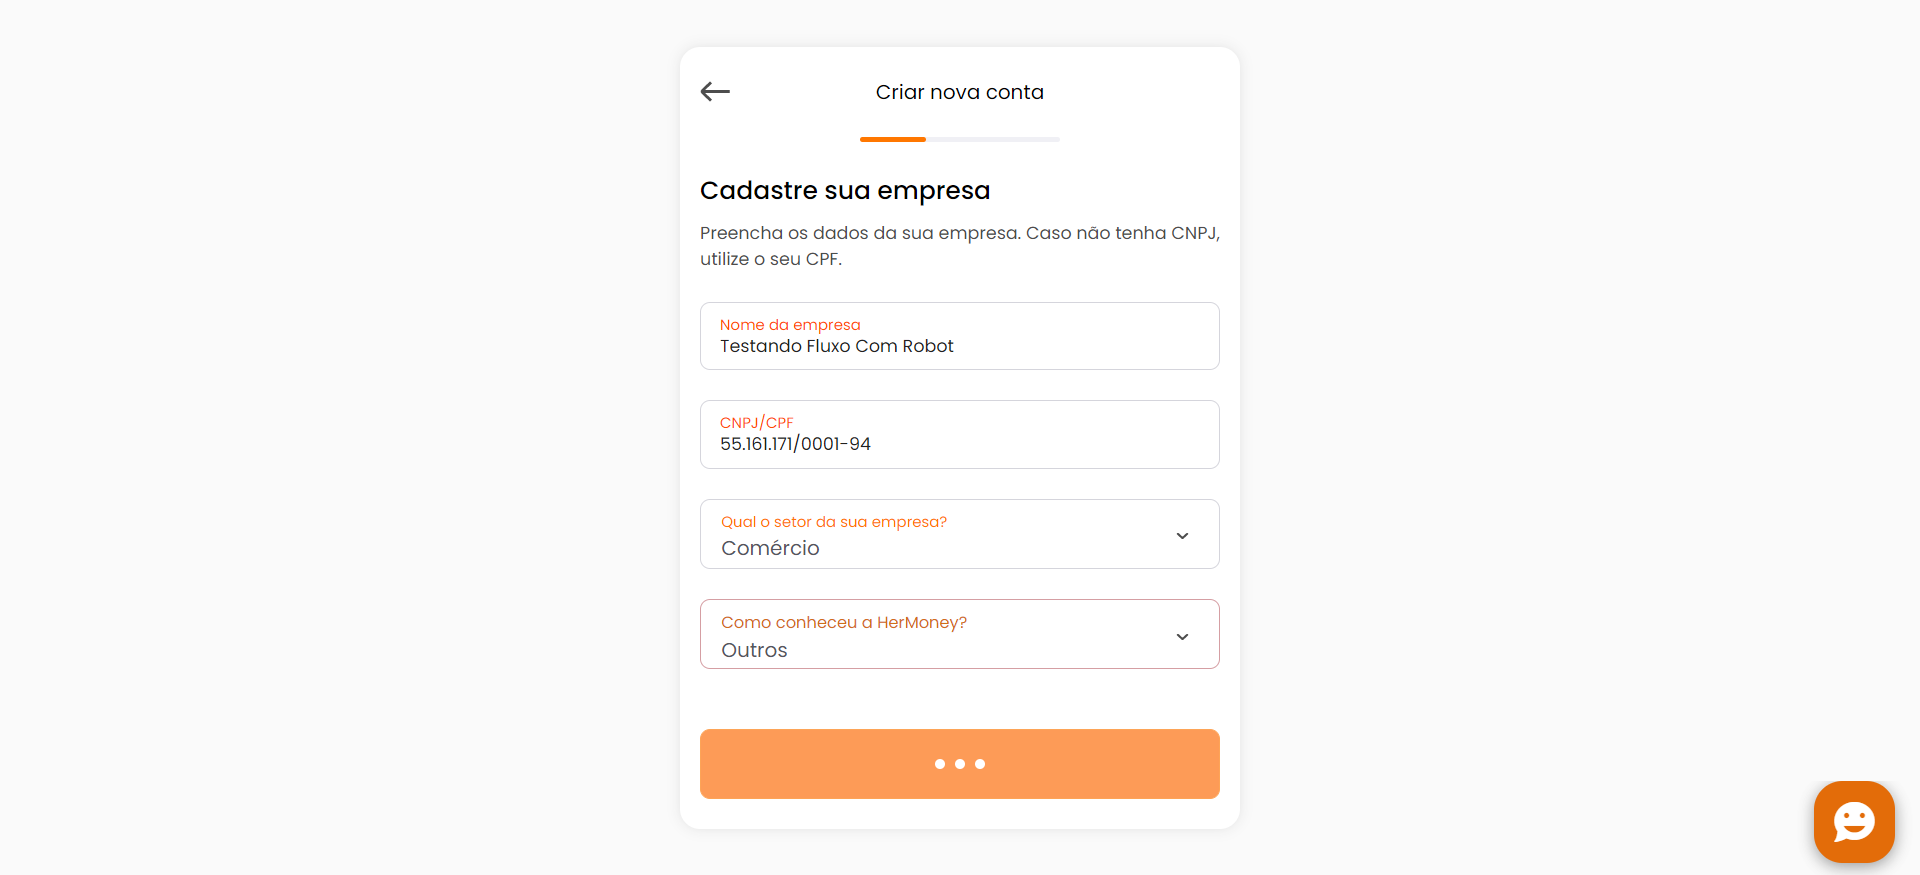 Criar nova conta
Cadastre sua empresa
Preencha os dados da sua empresa. Caso não tenha CNPJ,
utilize o seu CPF.
Nome da empresa
Testando Fluxo Com Robot
CNPJ/CPF
55.161.171/0001-94
Qual o setor da sua empresa?
Comércio
Como conheceu a HerMoney?
Outros